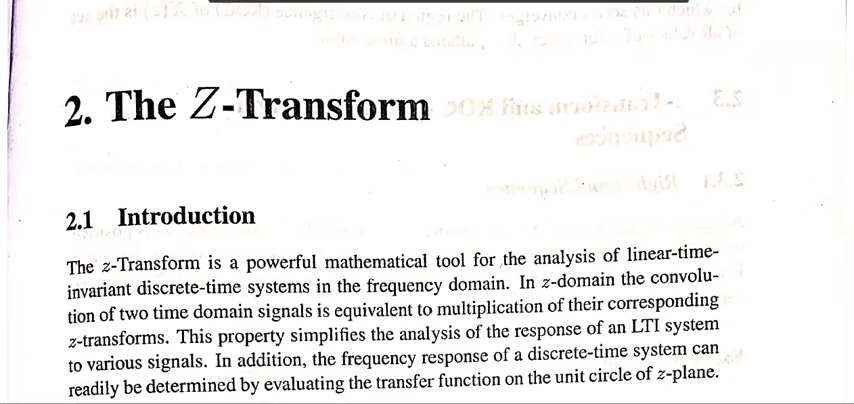 2. The Z-Transform
2.1 Introduction
The z-Transform is a powerful mathematical tool for the analysis of linear-time-
invariant discrete-time systems in the frequency domain. In z-domain the convolu-
tion of two time domain signals is equivalent to multiplication of their corresponding
z-transforms. This property simplifies the analysis of the response of an LTI system
to various signals. In addition, the frequency response of a discrete-time system can
readily be determined by evaluating the transfer function on the unit circle of z-plane.